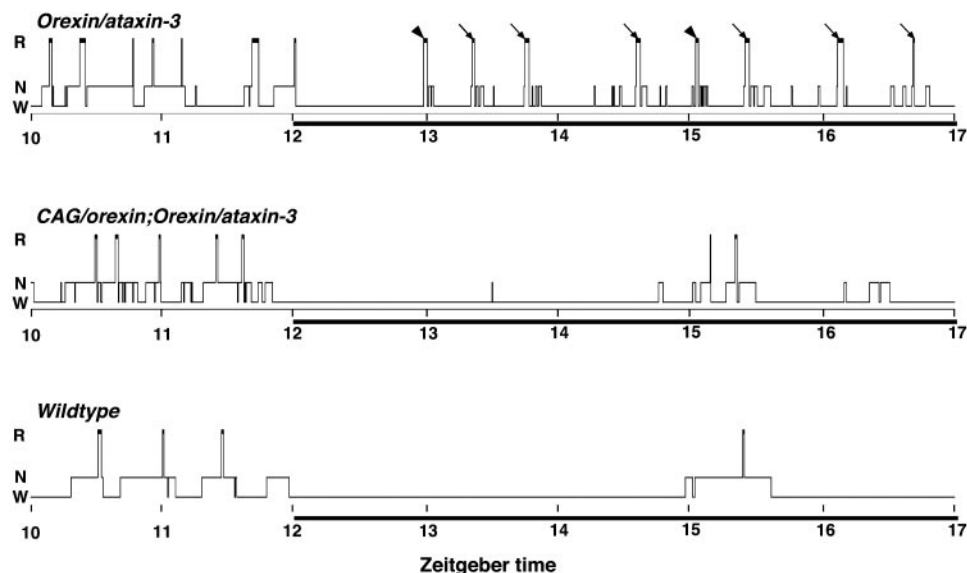 Orexin/ataxin-3
R
N
W
10 11 12 13 14 15 16 17
CAG/orexin;Orexin/ataxin-3
R
N
W
10 11 12 13 14 15 16 17
Wildtype
R
N
W
10 11 12 13 14 15 16 17
Zeitgeber time